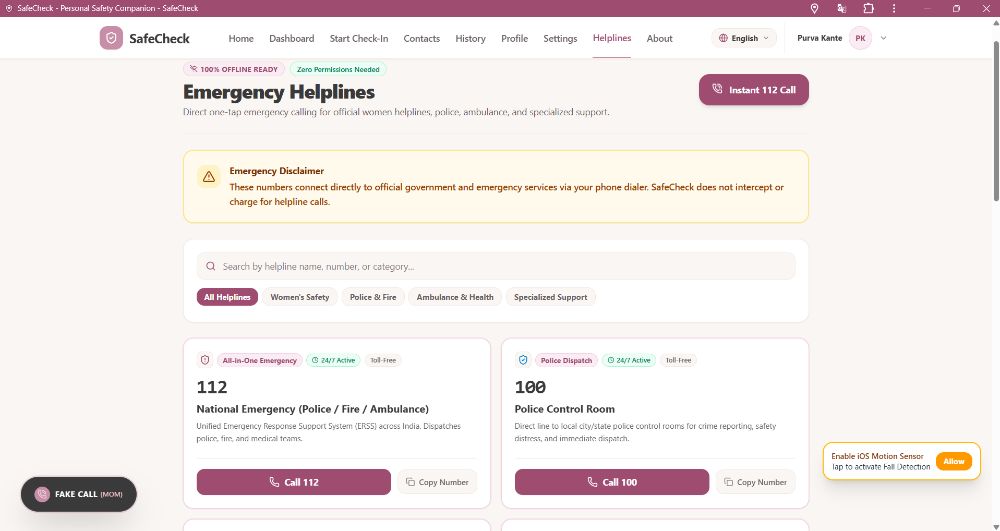 SafeCheck - Personal Safety Companion - SafeCheck
SafeCheck
Home
Dashboard
Start Check-In
Contacts
History
Profile
Settings
Helplines
About
English
Purva Kante
PK
100% OFFLINE READY
Zero Permissions Needed
Emergency Helplines
Direct one-tap emergency calling for official women helplines, police, ambulance, and specialized support.
Instant 112 Call
Emergency Disclaimer
These numbers connect directly to official government and emergency services via your phone dialer. SafeCheck does not intercept or
charge for helpline calls.
Search by helpline name, number, or category...
All Helplines
Women's Safety
Police & Fire
Ambulance & Health
Specialized Support
All-in-One Emergency
24/7 Active
Toll-Free
112
National Emergency (Police / Fire / Ambulance)
Unified Emergency Response Support System (ERSS) across India. Dispatches
police, fire, and medical teams.
Call 112
Copy Number
Police Dispatch
24/7 Active
Toll-Free
100
Police Control Room
Direct line to local city/state police control rooms for crime reporting, safety
distress, and immediate dispatch.
Call 100
Copy Number
Enable iOS Motion Sensor
Tap to activate Fall Detection
Allow
FAKE CALL (MOM)